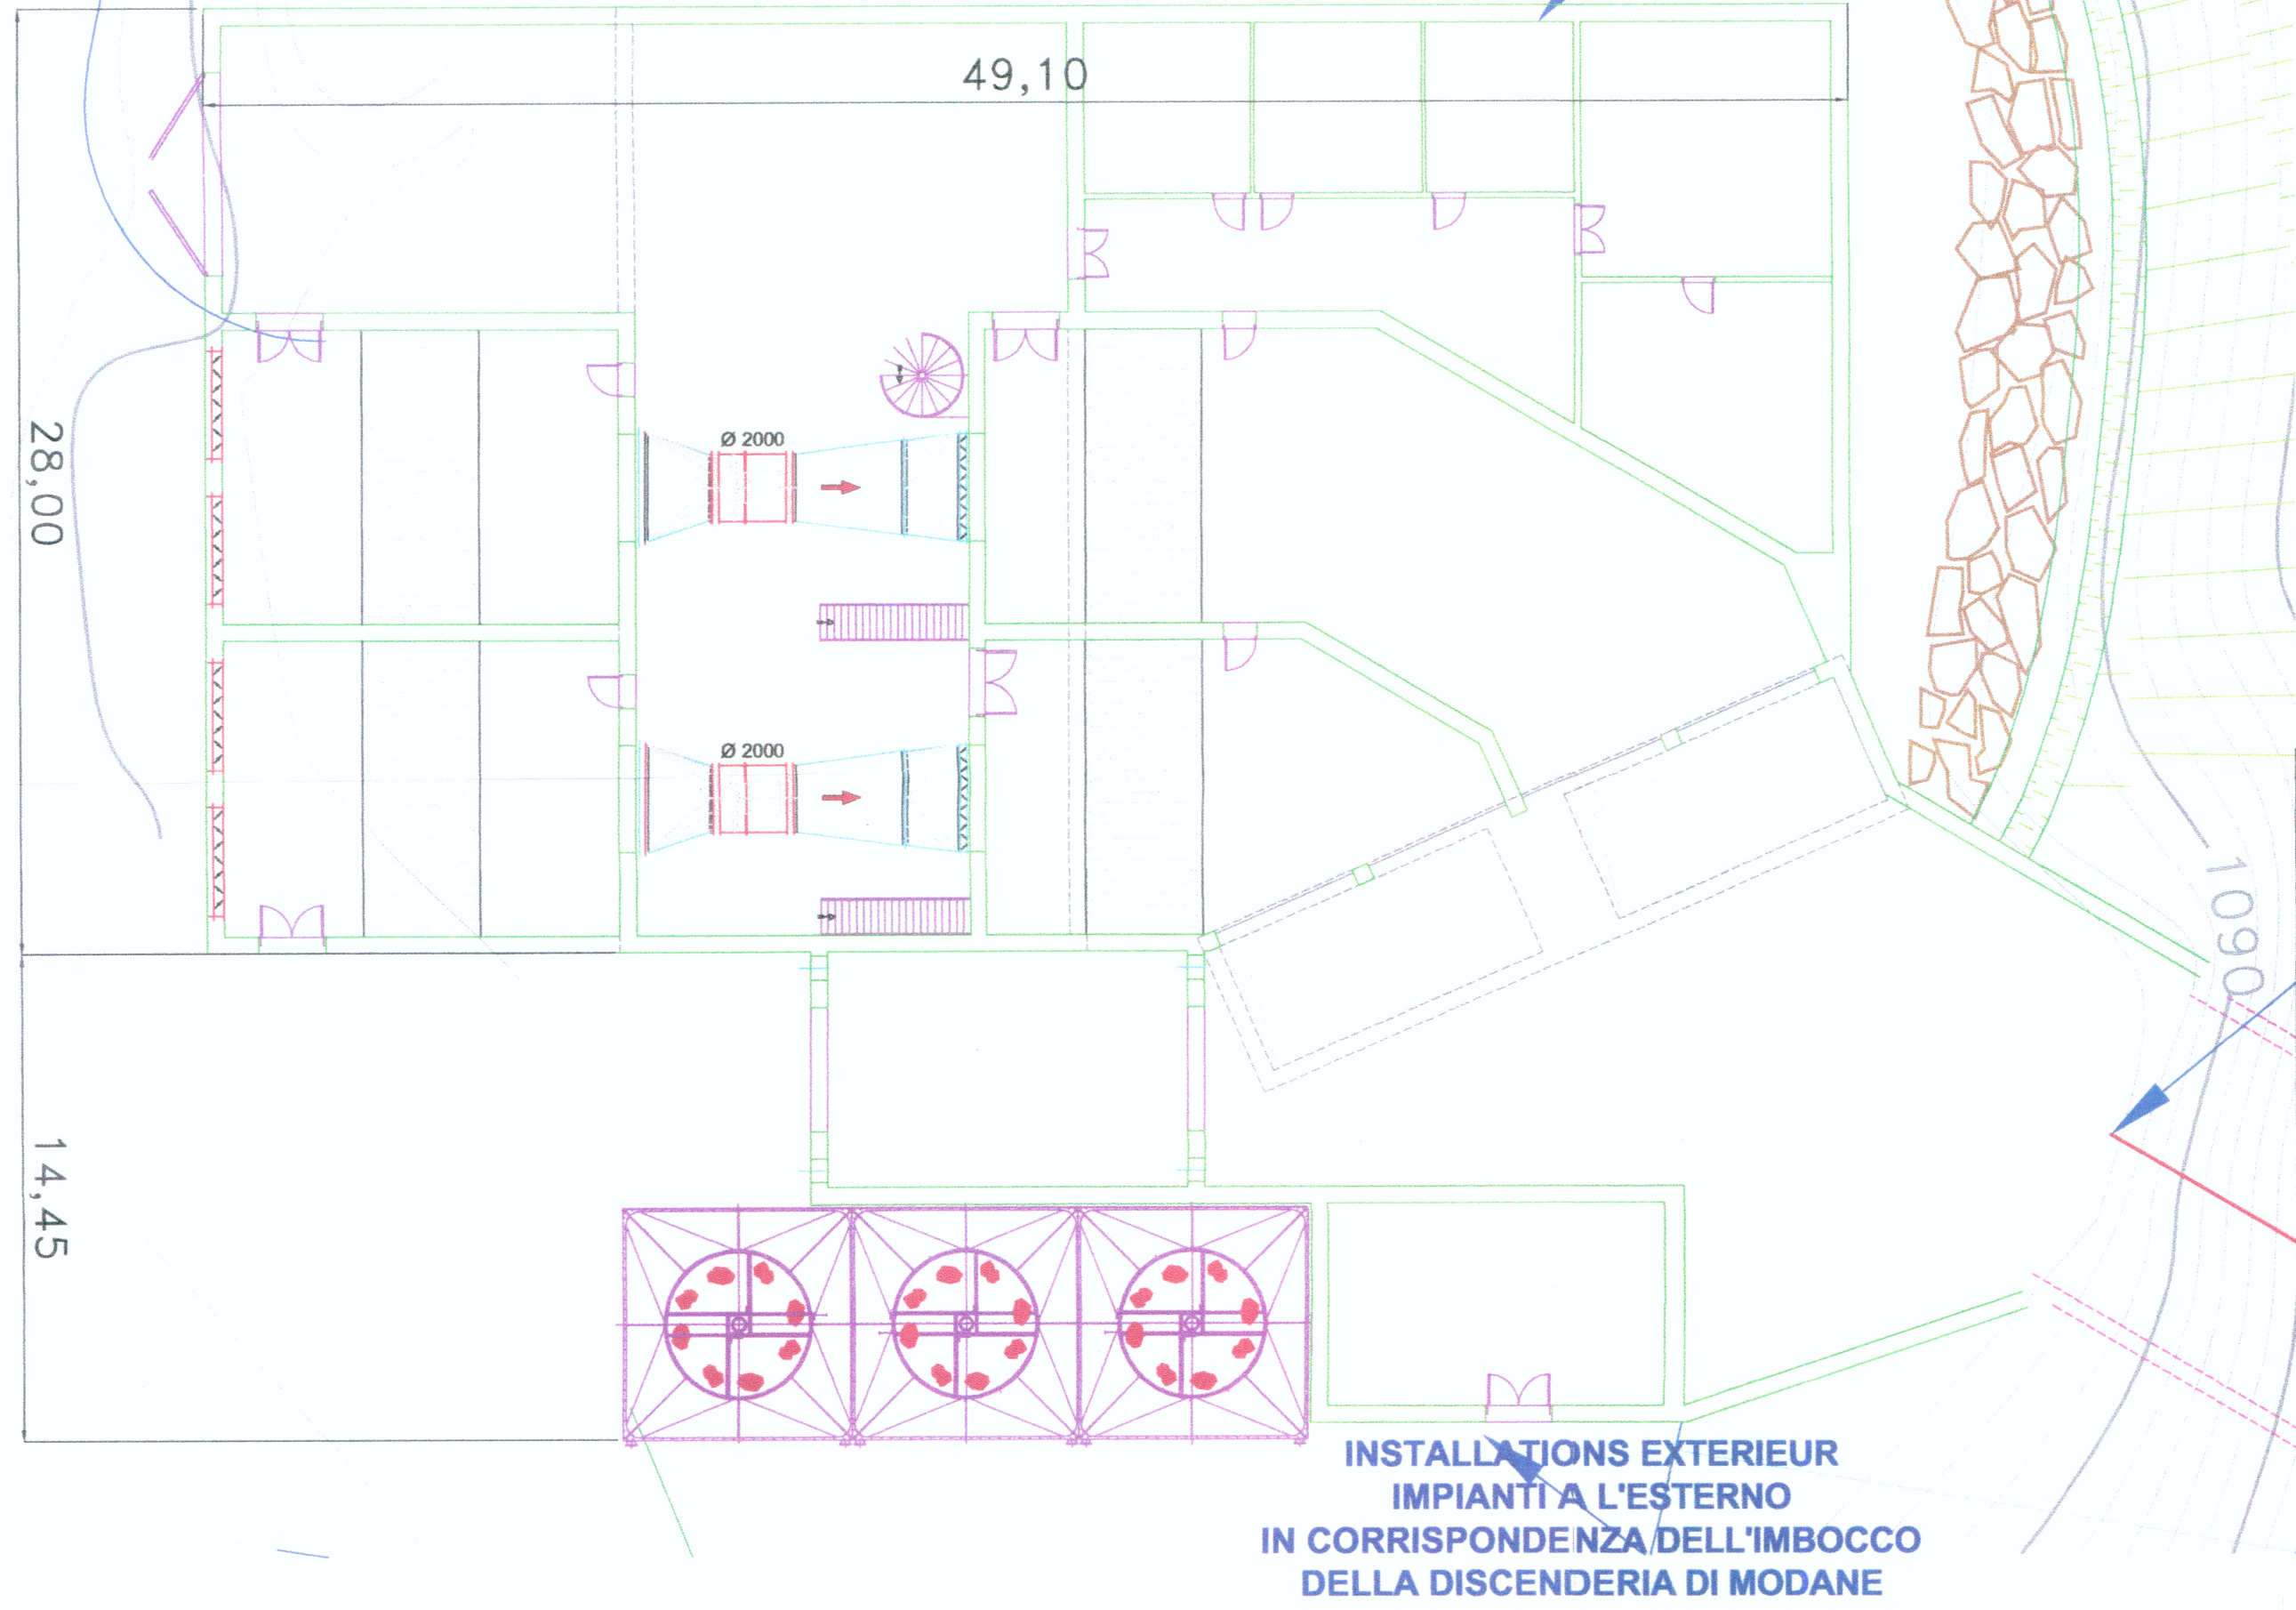 49,10
28,00
Ø 2000
Ø 2000
1090
14,45
INSTALLATIONS EXTERIEUR
IMPIANTI A L'ESTERNO
IN CORRISPONDENZA DELL'IMBOCCO
DELLA DISCENDERIA DI MODANE